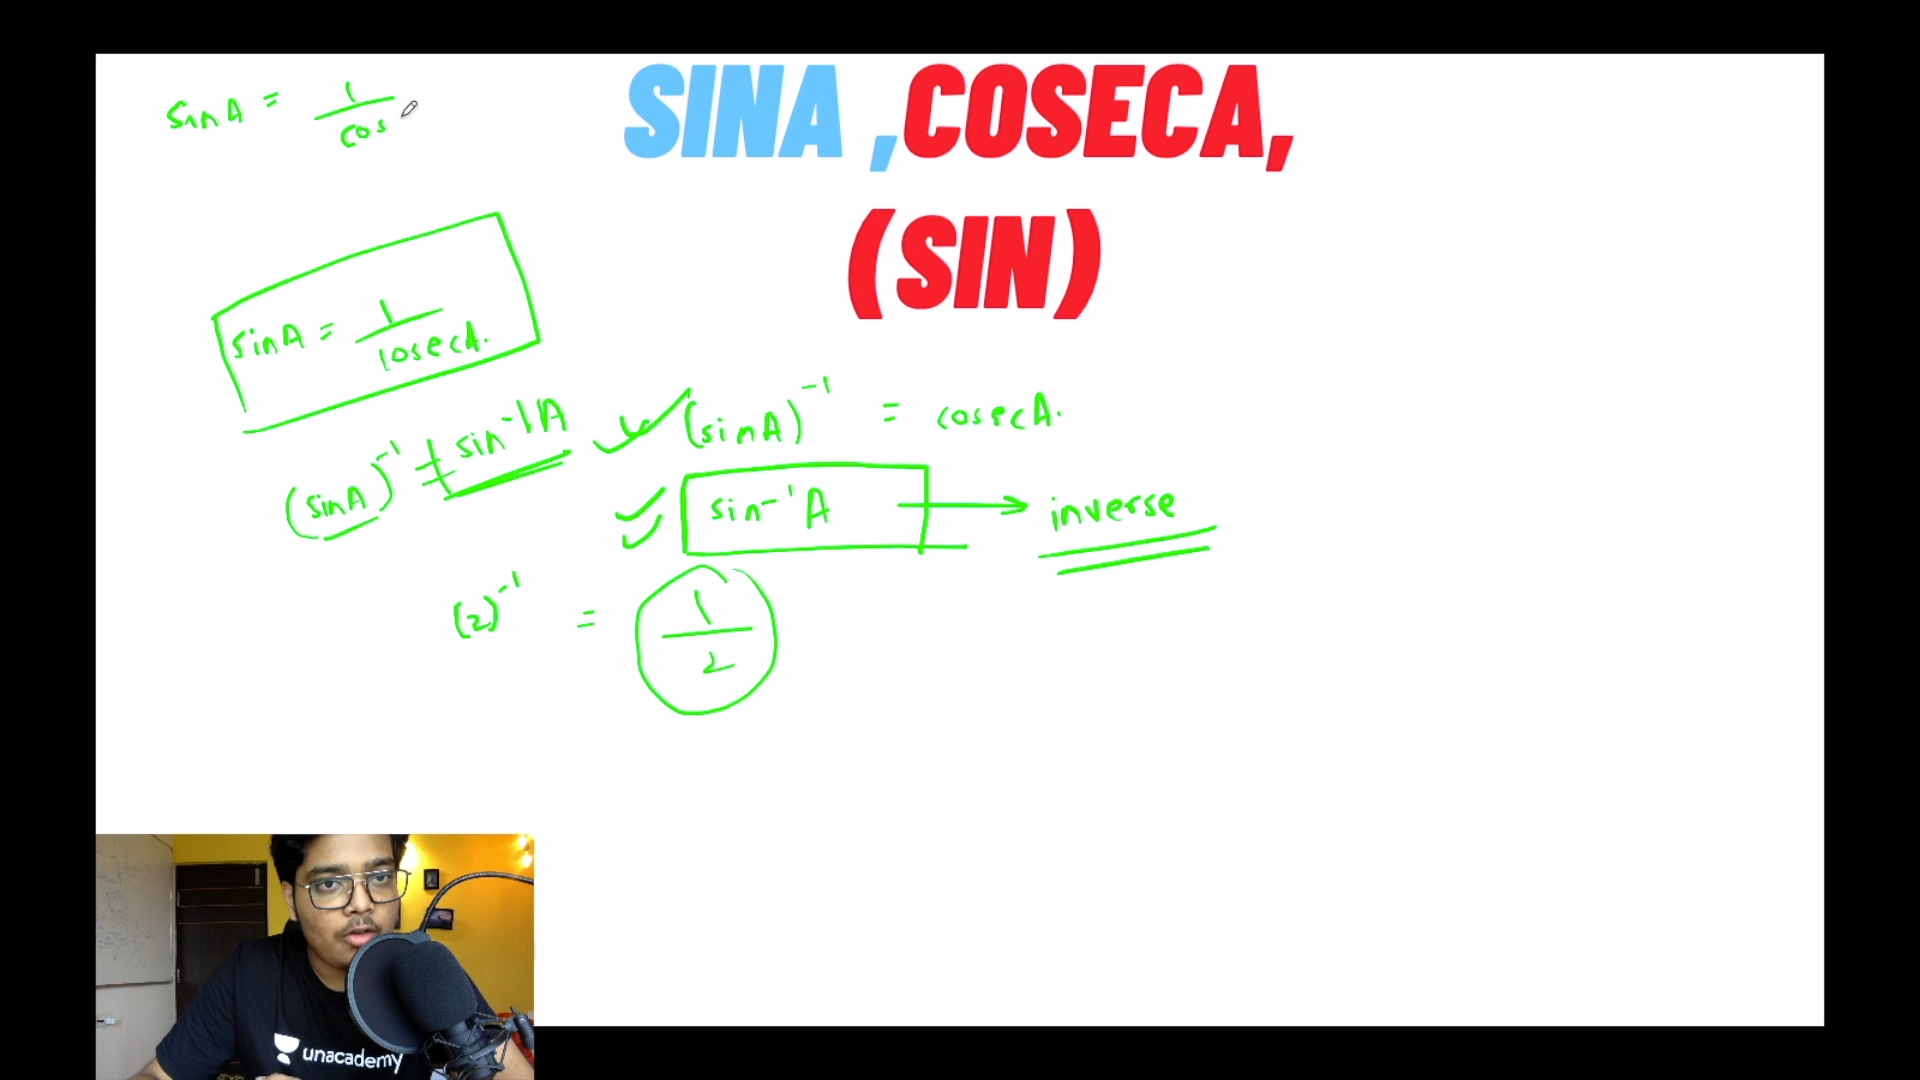 sinA = 1/cos
SINA ,COSECA,
(SIN)
sinA = 1/cosecA.
(sinA)⁻¹ ≠ sin⁻¹A
(sinA)⁻¹ = cosecA.
sin⁻¹A → inverse
(2)⁻¹ = 1/2
unacademy